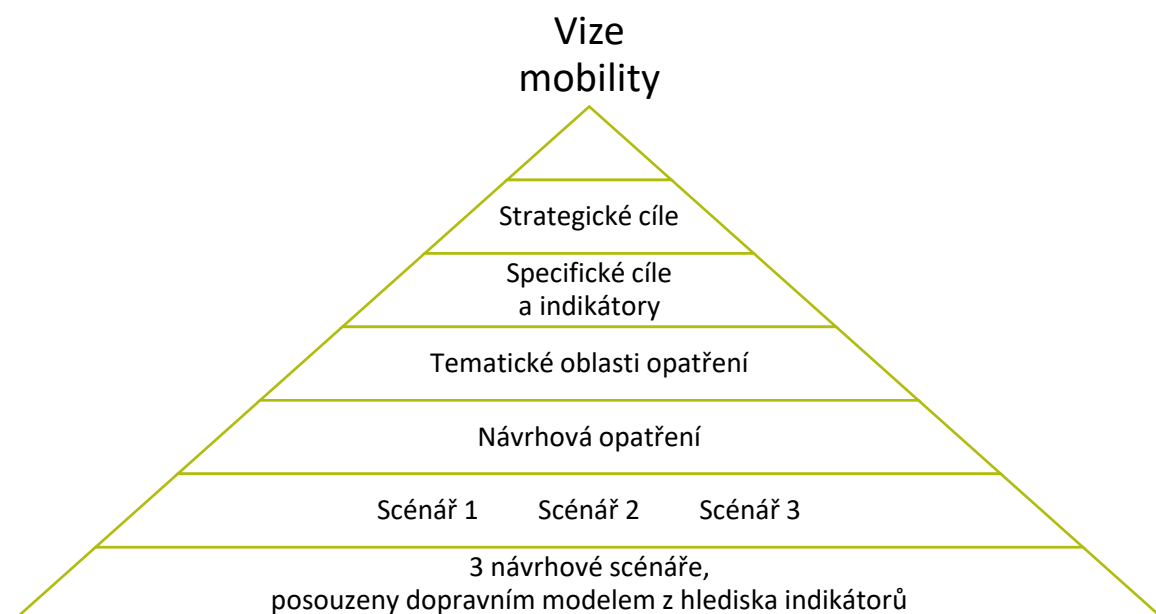 Vize
mobility
Strategické cíle
Specifické cíle
a indikátory
Tematické oblasti opatření
Návrhová opatření
Scénář 1 Scénář 2 Scénář 3
3 návrhové scénáře,
posouzeny dopravním modelem z hlediska indikátorů